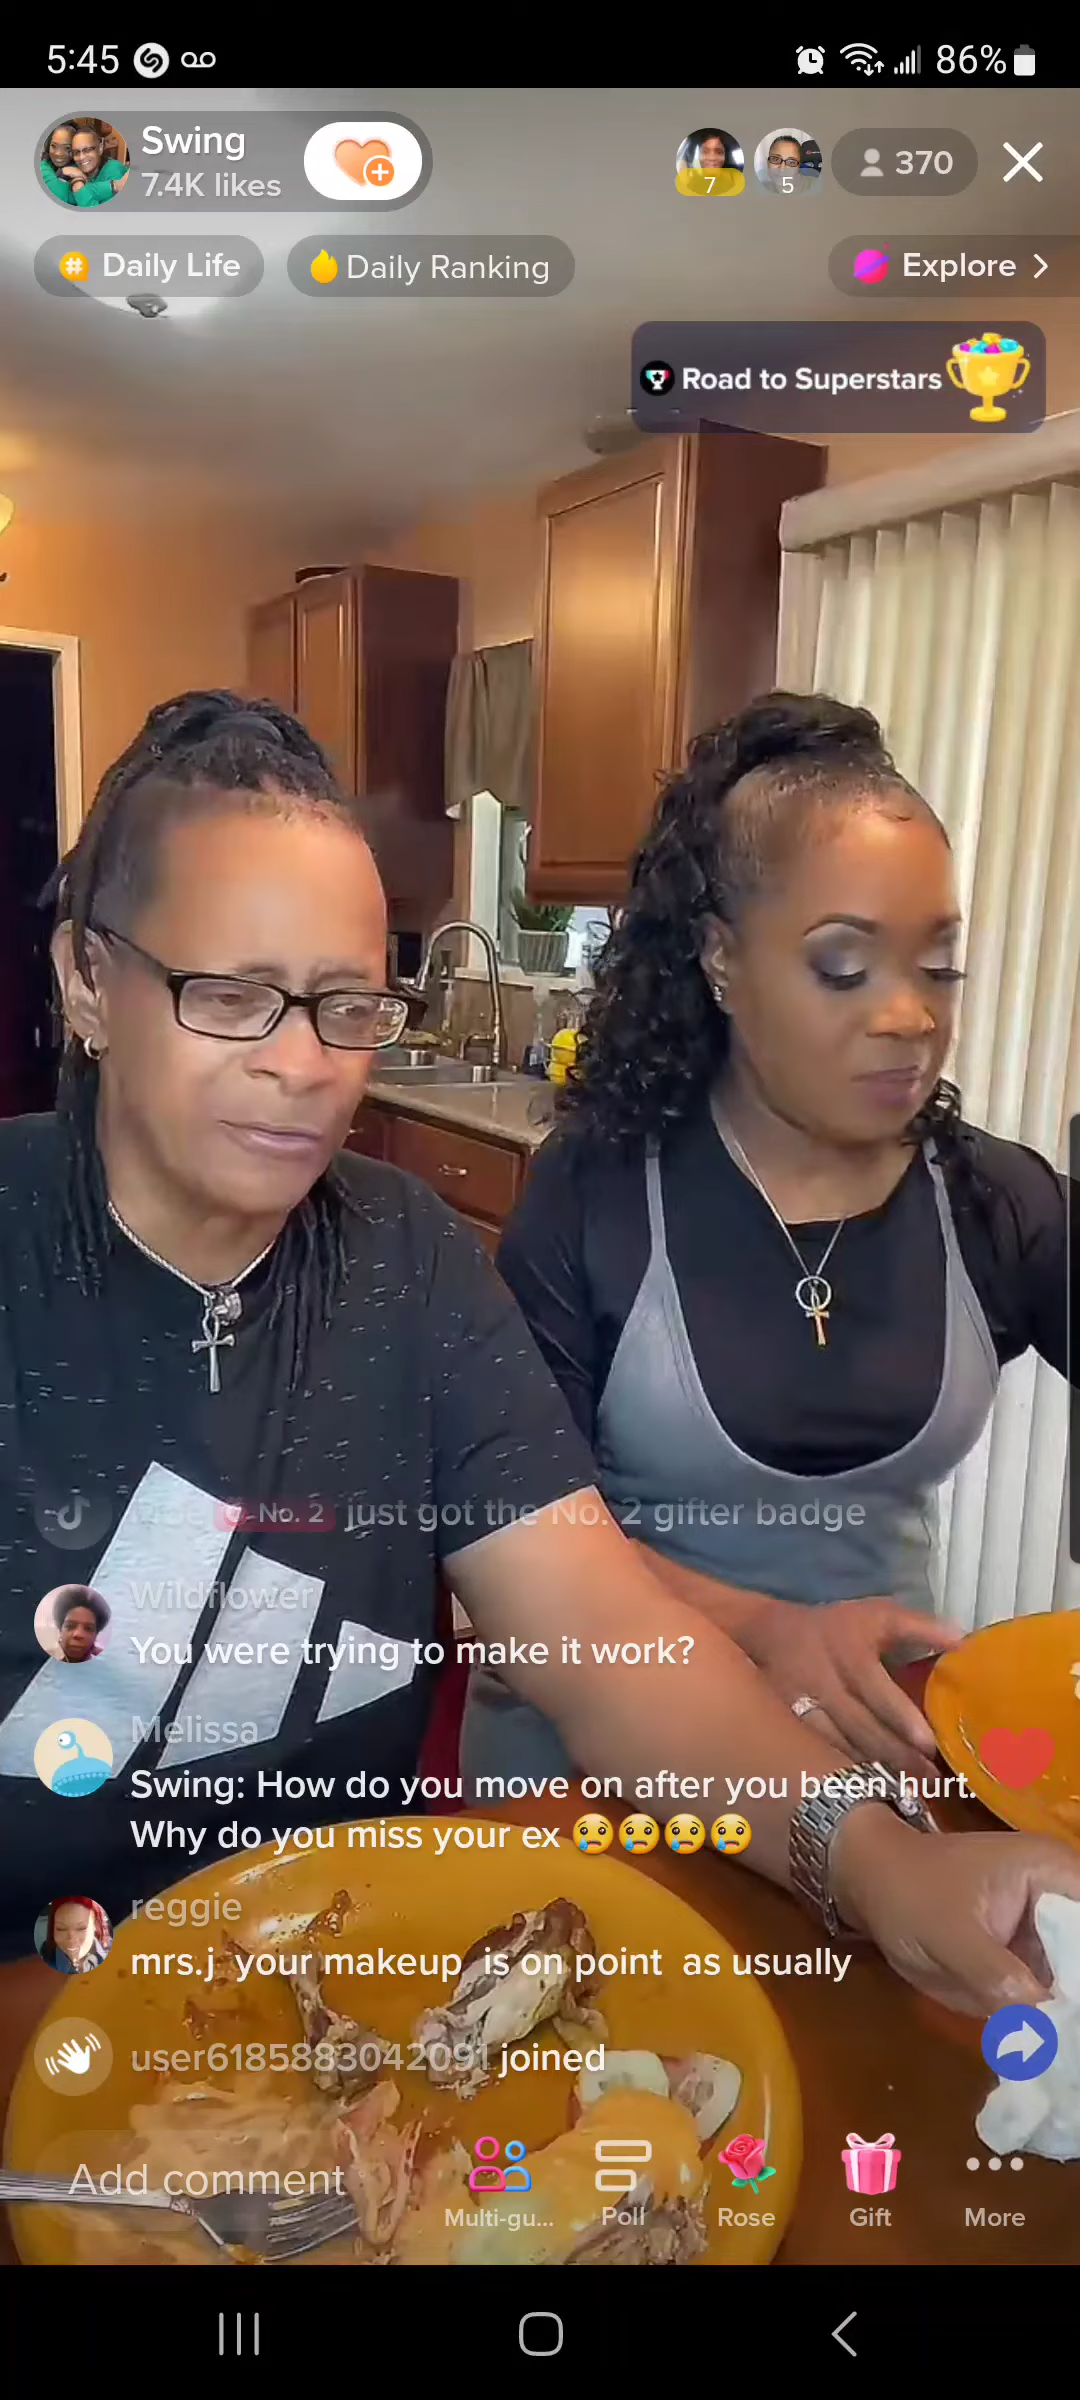 5:45
86%
Swing
7.4K likes
7
5
370
Daily Life
Daily Ranking
Explore
Road to Superstars
No. 2 just got the No. 2 gifter badge
Wildflower
You were trying to make it work?
Melissa
Swing: How do you move on after you been hurt.
Why do you miss your ex 😢😢😢😢
reggie
mrs.j your makeup is on point as usually
user6185883042091 joined
Add comment
Multi-gu...
Poll
Rose
Gift
More